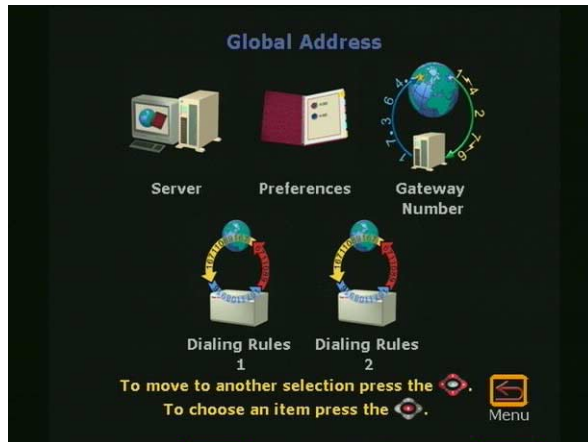 Global Address
Server
Preferences
Gateway
Number
Dialing Rules
1
Dialing Rules
2
To move to another selection press the
.
To choose an item press the
.
Menu